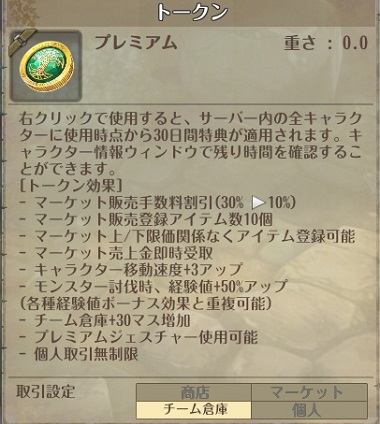 トークン
プレミアム 重さ : 0.0
右クリックで使用すると、サーバー内の全キャラク
ターに使用時点から30日間特典が適用されます。キ
ャラクター情報ウィンドウで残り時間を確認するこ
とができます。
[トークン効果]
- マーケット販売手数料割引(30% ▶10%)
- マーケット販売登録アイテム数10個
- マーケット上/下限価関係なくアイテム登録可能
- マーケット売上金即時受取
- キャラクター移動速度+3アップ
- モンスター討伐時、経験値+50%アップ
(各種経験値ボーナス効果と重複可能)
- チーム倉庫+30マス増加
- プレミアムジェスチャー使用可能
- 個人取引無制限
取引設定 商店 マーケット
チーム倉庫 個人